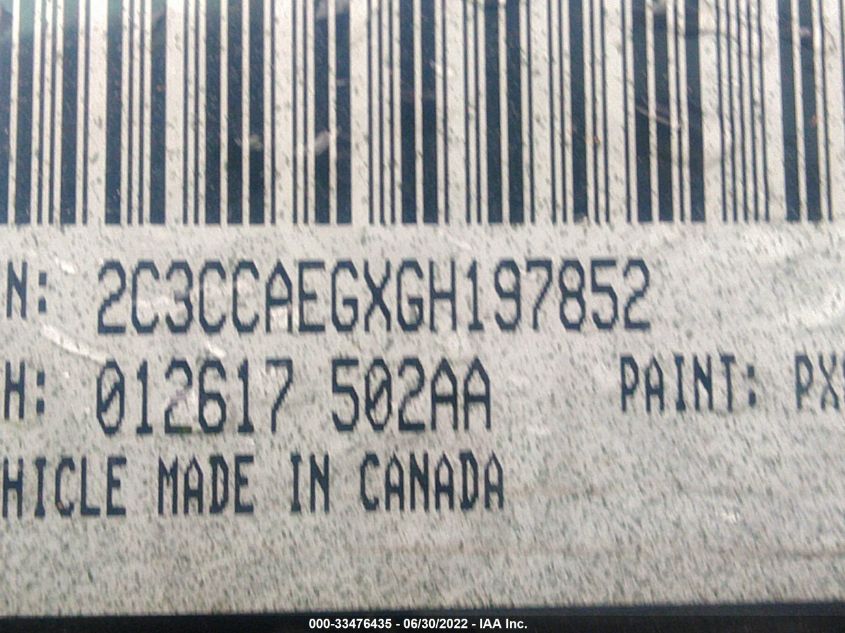 N: 2C3CCAEGXGH197852
H: 012617 502AA PAINT: PX
HICLE MADE IN CANADA
000-33476435 - 06/30/2022 - IAA Inc.